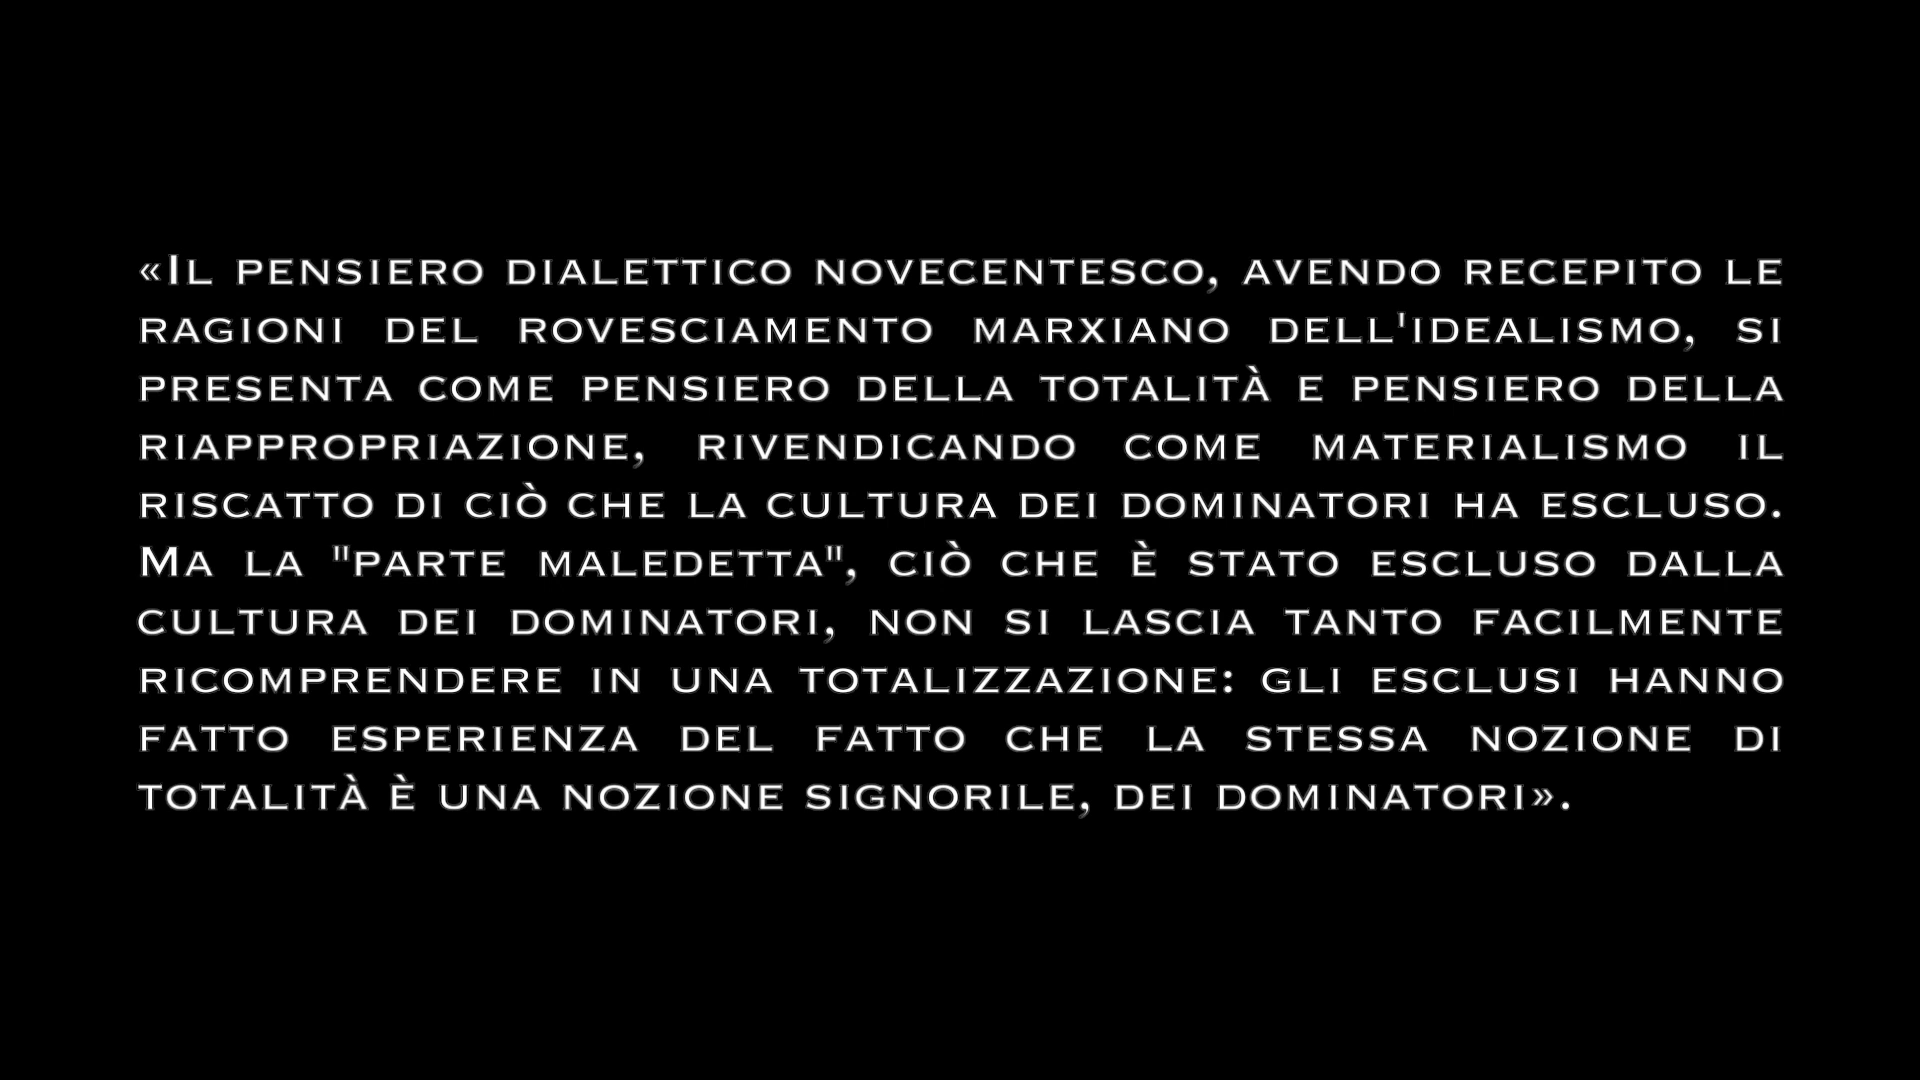 «Il pensiero dialettico novecentesco, avendo recepito le
ragioni del rovesciamento marxiano dell'idealismo, si
presenta come pensiero della totalità e pensiero della
riappropriazione, rivendicando come materialismo il
riscatto di ciò che la cultura dei dominatori ha escluso.
Ma la "parte maledetta", ciò che è stato escluso dalla
cultura dei dominatori, non si lascia tanto facilmente
ricomprendere in una totalizzazione: gli esclusi hanno
fatto esperienza del fatto che la stessa nozione di
totalità è una nozione signorile, dei dominatori».